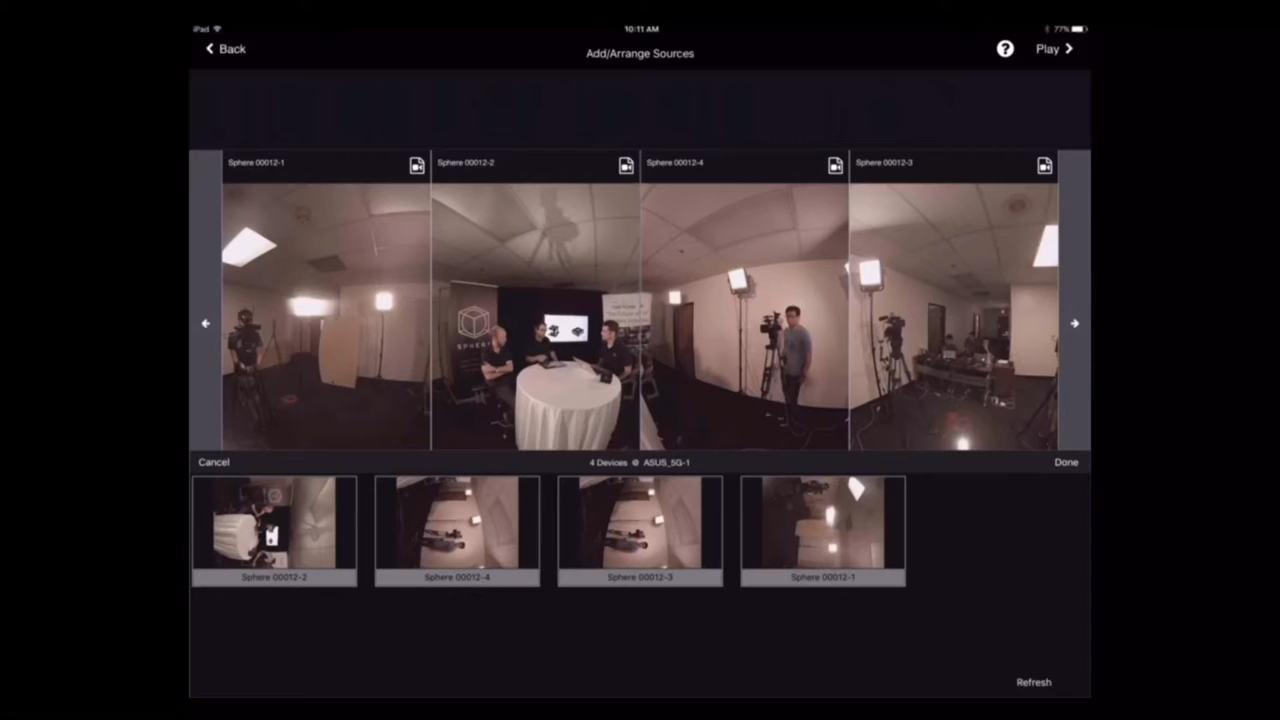 iPad 10:11 AM 77%
Back Add/Arrange Sources ? Play
Sphere 00012-1 Sphere 00012-2 Sphere 00012-4 Sphere 00012-3
Cancel 4 Devices @ ASUS_5G-1 Done
Sphere 00012-2 Sphere 00012-4 Sphere 00012-3 Sphere 00012-1
Refresh